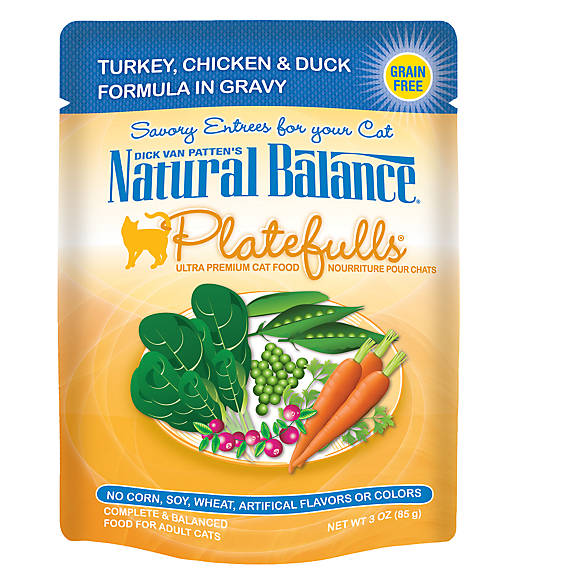 TURKEY, CHICKEN & DUCK
FORMULA IN GRAVY
GRAIN
FREE
Savory Entrees for your Cat
DICK VAN PATTEN'S
Natural Balance®
Platefulls®
ULTRA PREMIUM CAT FOOD NOURRITURE POUR CHATS
NO CORN, SOY, WHEAT, ARTIFICAL FLAVORS OR COLORS
COMPLETE & BALANCED
FOOD FOR ADULT CATS
NET WT 3 OZ (85 g)